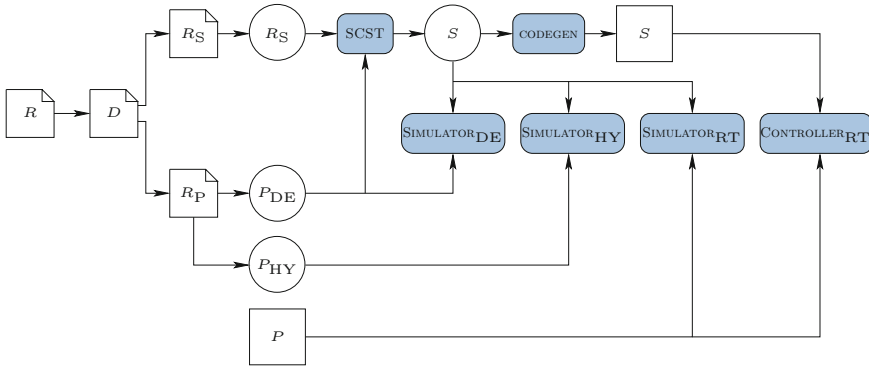 R_S R_S SCST S CODEGEN S
R D
SIMULATOR_DE SIMULATOR_HY SIMULATOR_RT CONTROLLER_RT
R_P P_DE
P_HY
P